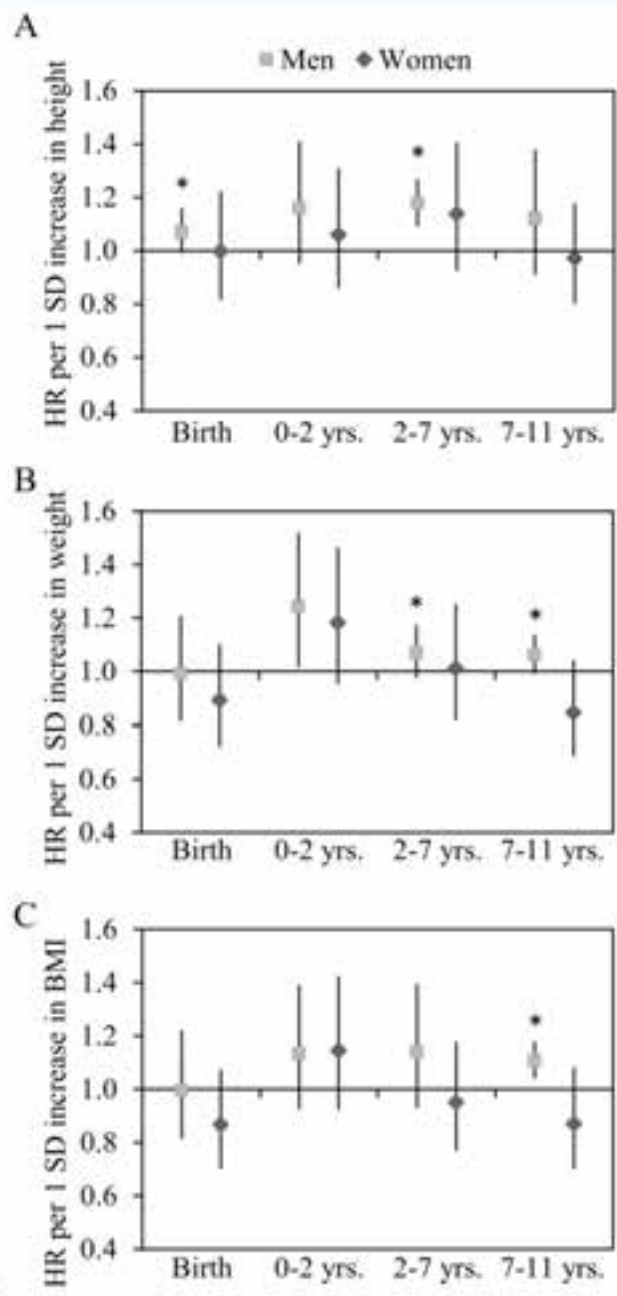 A
Men Women
HR per 1 SD increase in height
1.6
1.4
*
1.2
*
1.0
0.8
0.6
0.4
Birth 0-2 yrs. 2-7 yrs. 7-11 yrs.
B
HR per 1 SD increase in weight
1.6
1.4
* *
1.2
1.0
0.8
0.6
0.4
Birth 0-2 yrs. 2-7 yrs. 7-11 yrs.
C
HR per 1 SD increase in BMI
1.6
1.4
*
1.2
1.0
0.8
0.6
0.4
Birth 0-2 yrs. 2-7 yrs. 7-11 yrs.